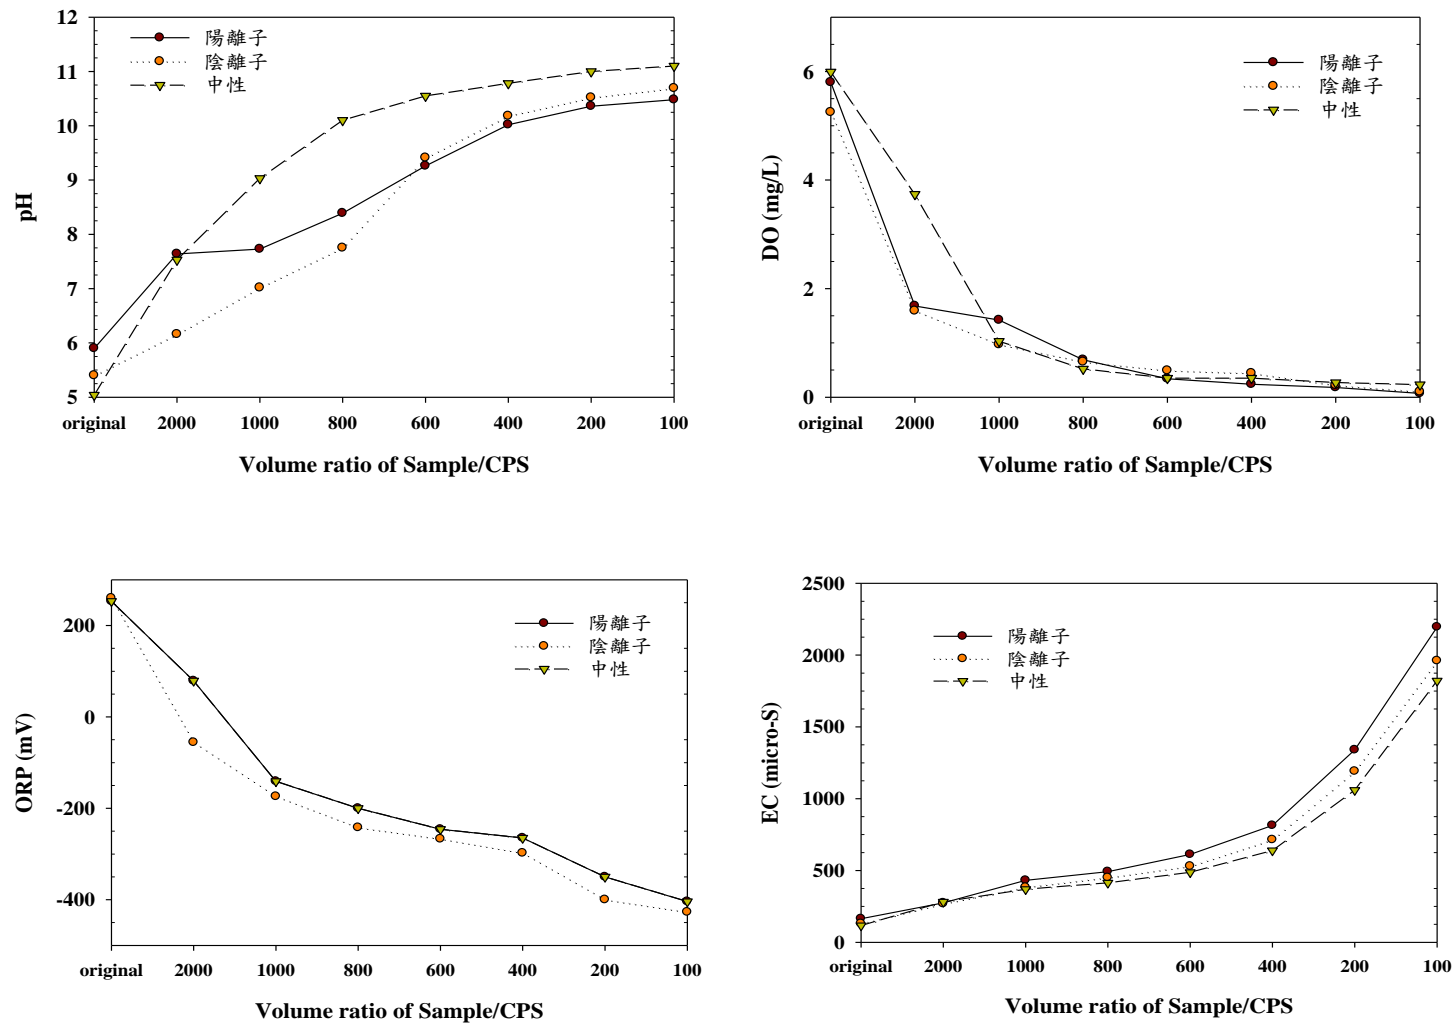 12
11
10
9
8
7
6
5
pH
陽離子
陰離子
中性
original 2000 1000 800 600 400 200 100
Volume ratio of Sample/CPS
6
4
2
0
DO (mg/L)
陽離子
陰離子
中性
original 2000 1000 800 600 400 200 100
Volume ratio of Sample/CPS
200
0
-200
-400
ORP (mV)
陽離子
陰離子
中性
original 2000 1000 800 600 400 200 100
Volume ratio of Sample/CPS
2500
2000
1500
1000
500
0
EC (micro-S)
陽離子
陰離子
中性
original 2000 1000 800 600 400 200 100
Volume ratio of Sample/CPS